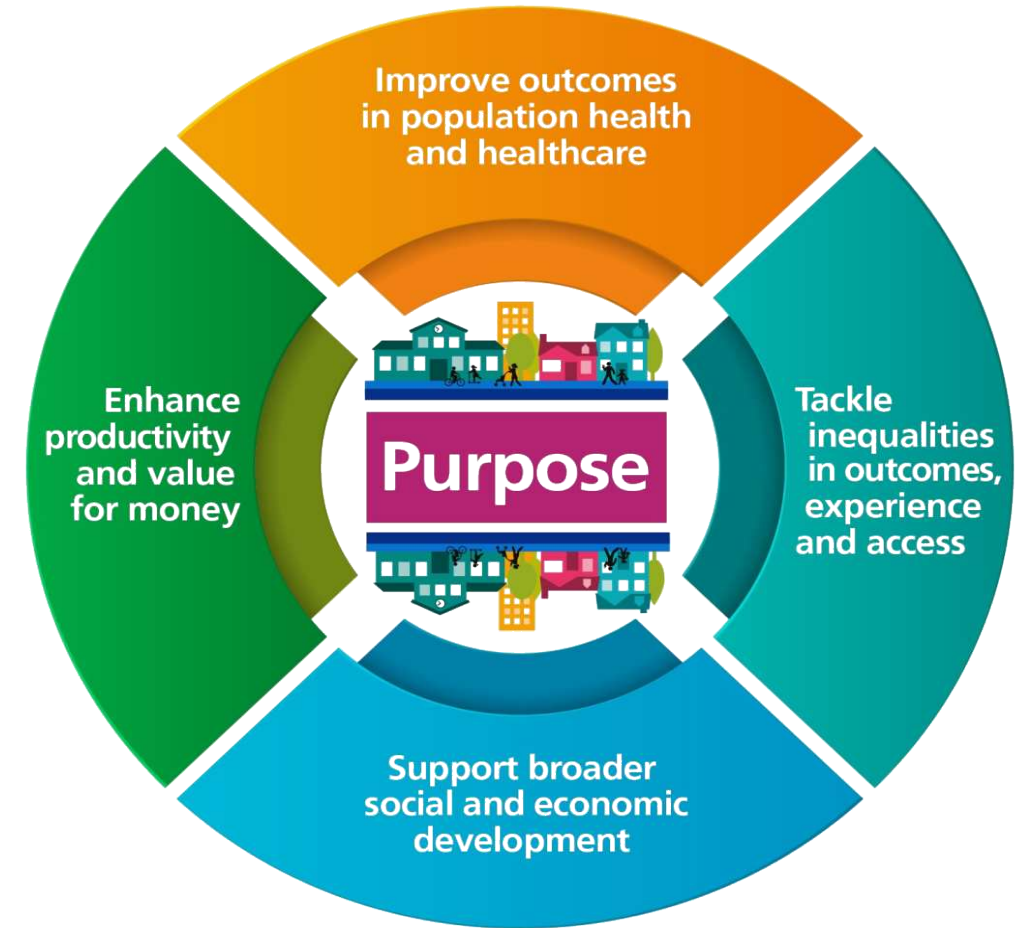 Improve outcomes
in population health
and healthcare
Enhance
productivity
and value
for money
Purpose
Tackle
inequalities
in outcomes,
experience
and access
Support broader
social and economic
development